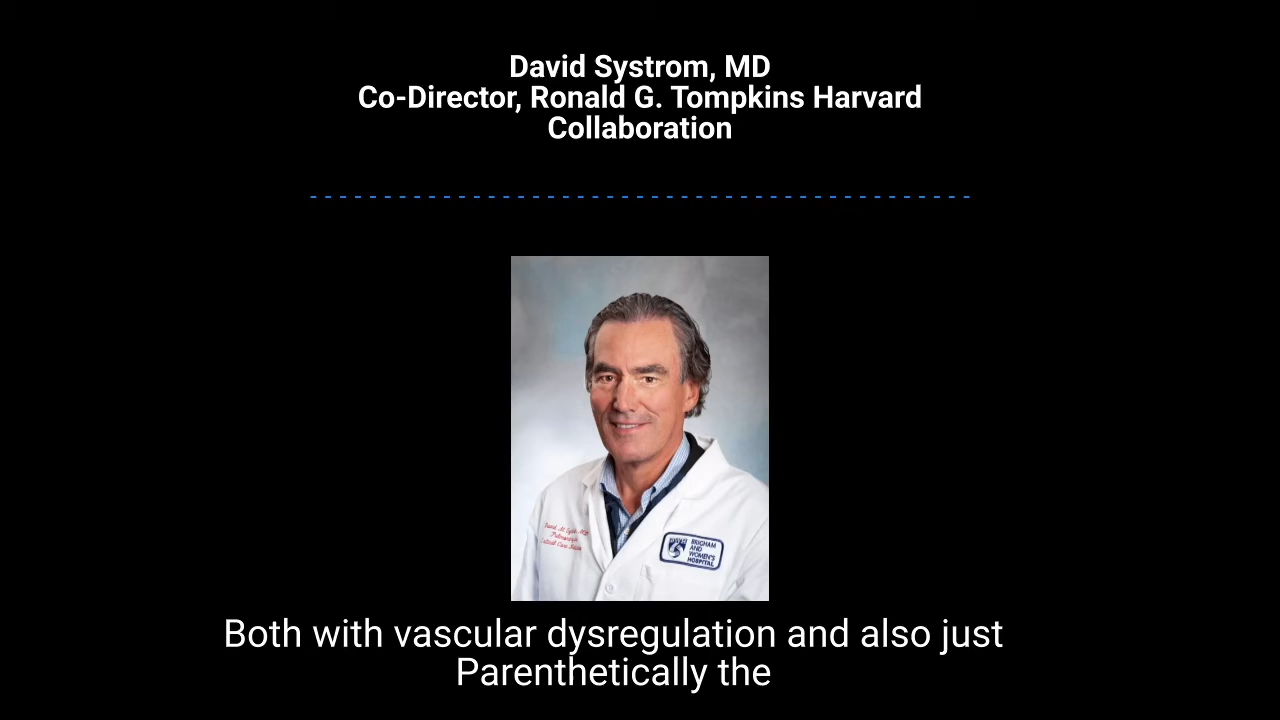 David Systrom, MD
Co-Director, Ronald G. Tompkins Harvard
Collaboration
BRIGHAM
AND
WOMEN'S
HOSPITAL
Both with vascular dysregulation and also just
Parenthetically the